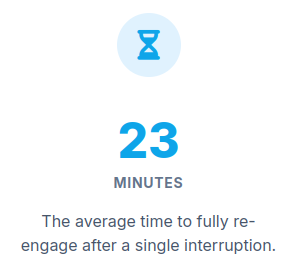 23
MINUTES
The average time to fully re-
engage after a single interruption.